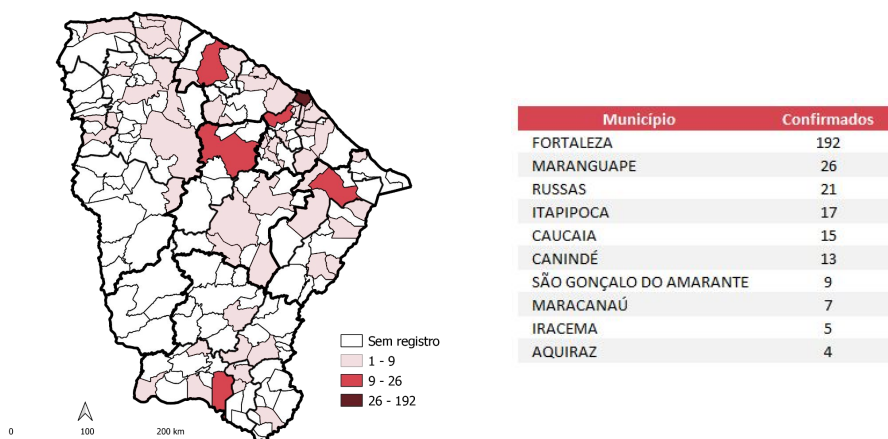 Sem registro
1 - 9
9 - 26
26 - 192
0 100 200 km
Município Confirmados
FORTALEZA 192
MARANGUAPE 26
RUSSAS 21
ITAPIPOCA 17
CAUCAIA 15
CANINDÉ 13
SÃO GONÇALO DO AMARANTE 9
MARACANAÚ 7
IRACEMA 5
AQUIRAZ 4